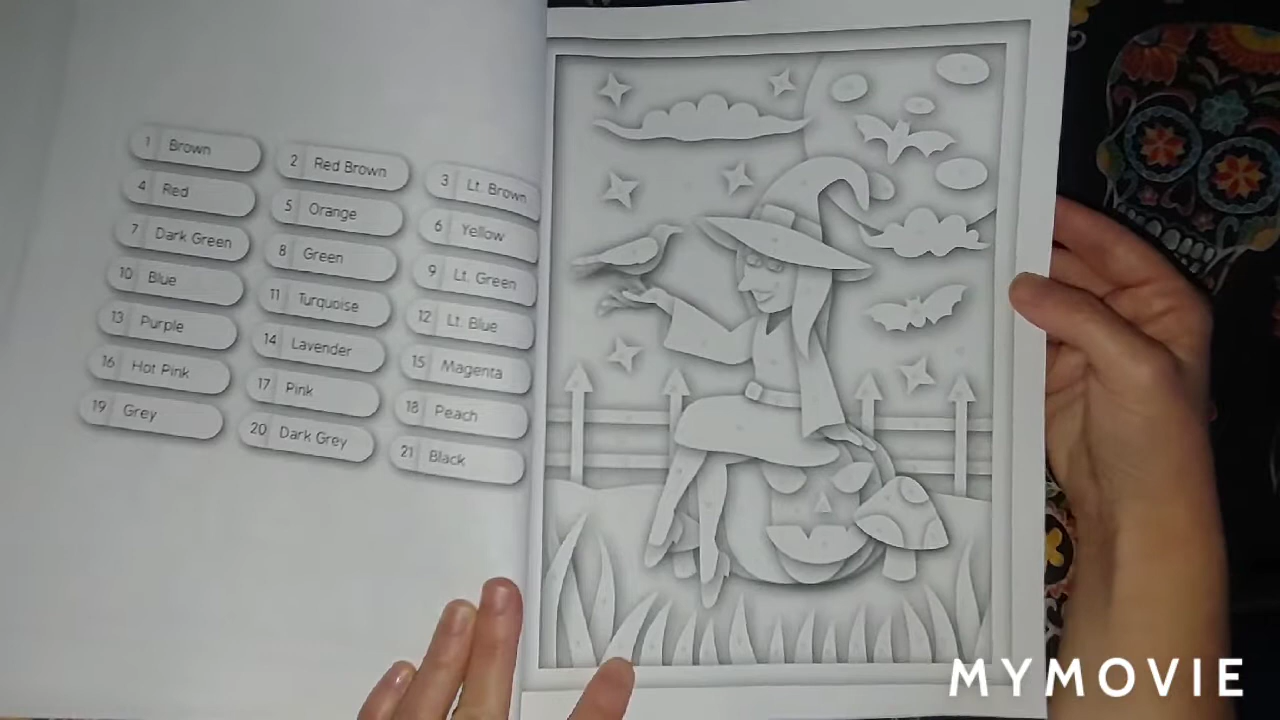 1 Brown 2 Red Brown 3 Lt. Brown
4 Red 5 Orange 6 Yellow
7 Dark Green 8 Green 9 Lt. Green
10 Blue 11 Turquoise 12 Lt. Blue
13 Purple 14 Lavender 15 Magenta
16 Hot Pink 17 Pink 18 Peach
19 Grey 20 Dark Grey 21 Black
MYMOVIE